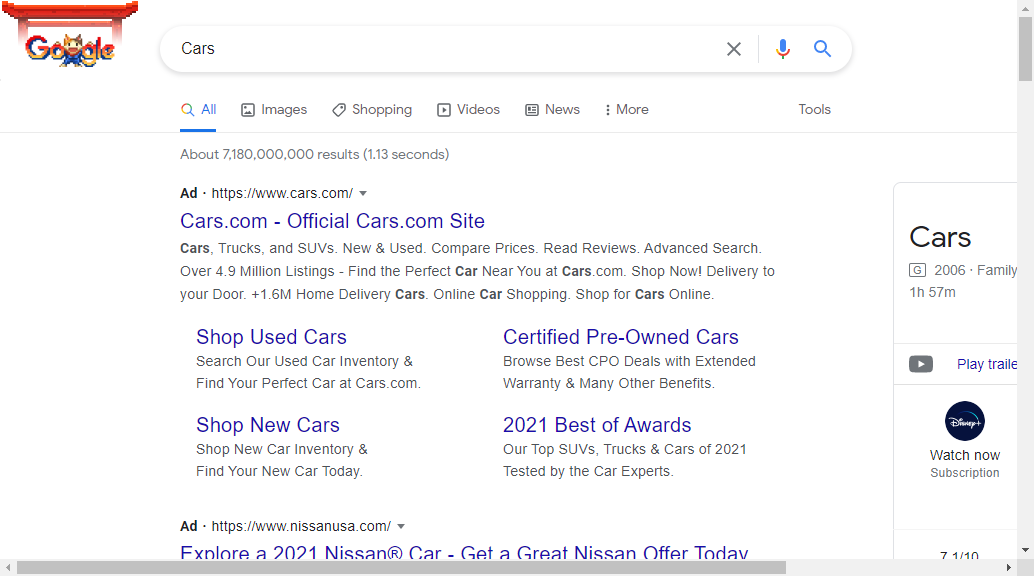 Google
Cars
All
Images
Shopping
Videos
News
More
Tools
About 7,180,000,000 results (1.13 seconds)
Ad · https://www.cars.com/
Cars.com - Official Cars.com Site
Cars, Trucks, and SUVs. New & Used. Compare Prices. Read Reviews. Advanced Search.
Over 4.9 Million Listings - Find the Perfect Car Near You at Cars.com. Shop Now! Delivery to
your Door. +1.6M Home Delivery Cars. Online Car Shopping. Shop for Cars Online.
Shop Used Cars
Search Our Used Car Inventory &
Find Your Perfect Car at Cars.com.
Certified Pre-Owned Cars
Browse Best CPO Deals with Extended
Warranty & Many Other Benefits.
Shop New Cars
Shop New Car Inventory &
Find Your New Car Today.
2021 Best of Awards
Our Top SUVs, Trucks & Cars of 2021
Tested by the Car Experts.
Ad · https://www.nissanusa.com/
Explore a 2021 Nissan® Car - Get a Great Nissan Offer Today
Cars
G 2006 · Family
1h 57m
Play traile
Disney+
Watch now
Subscription
7.1/10